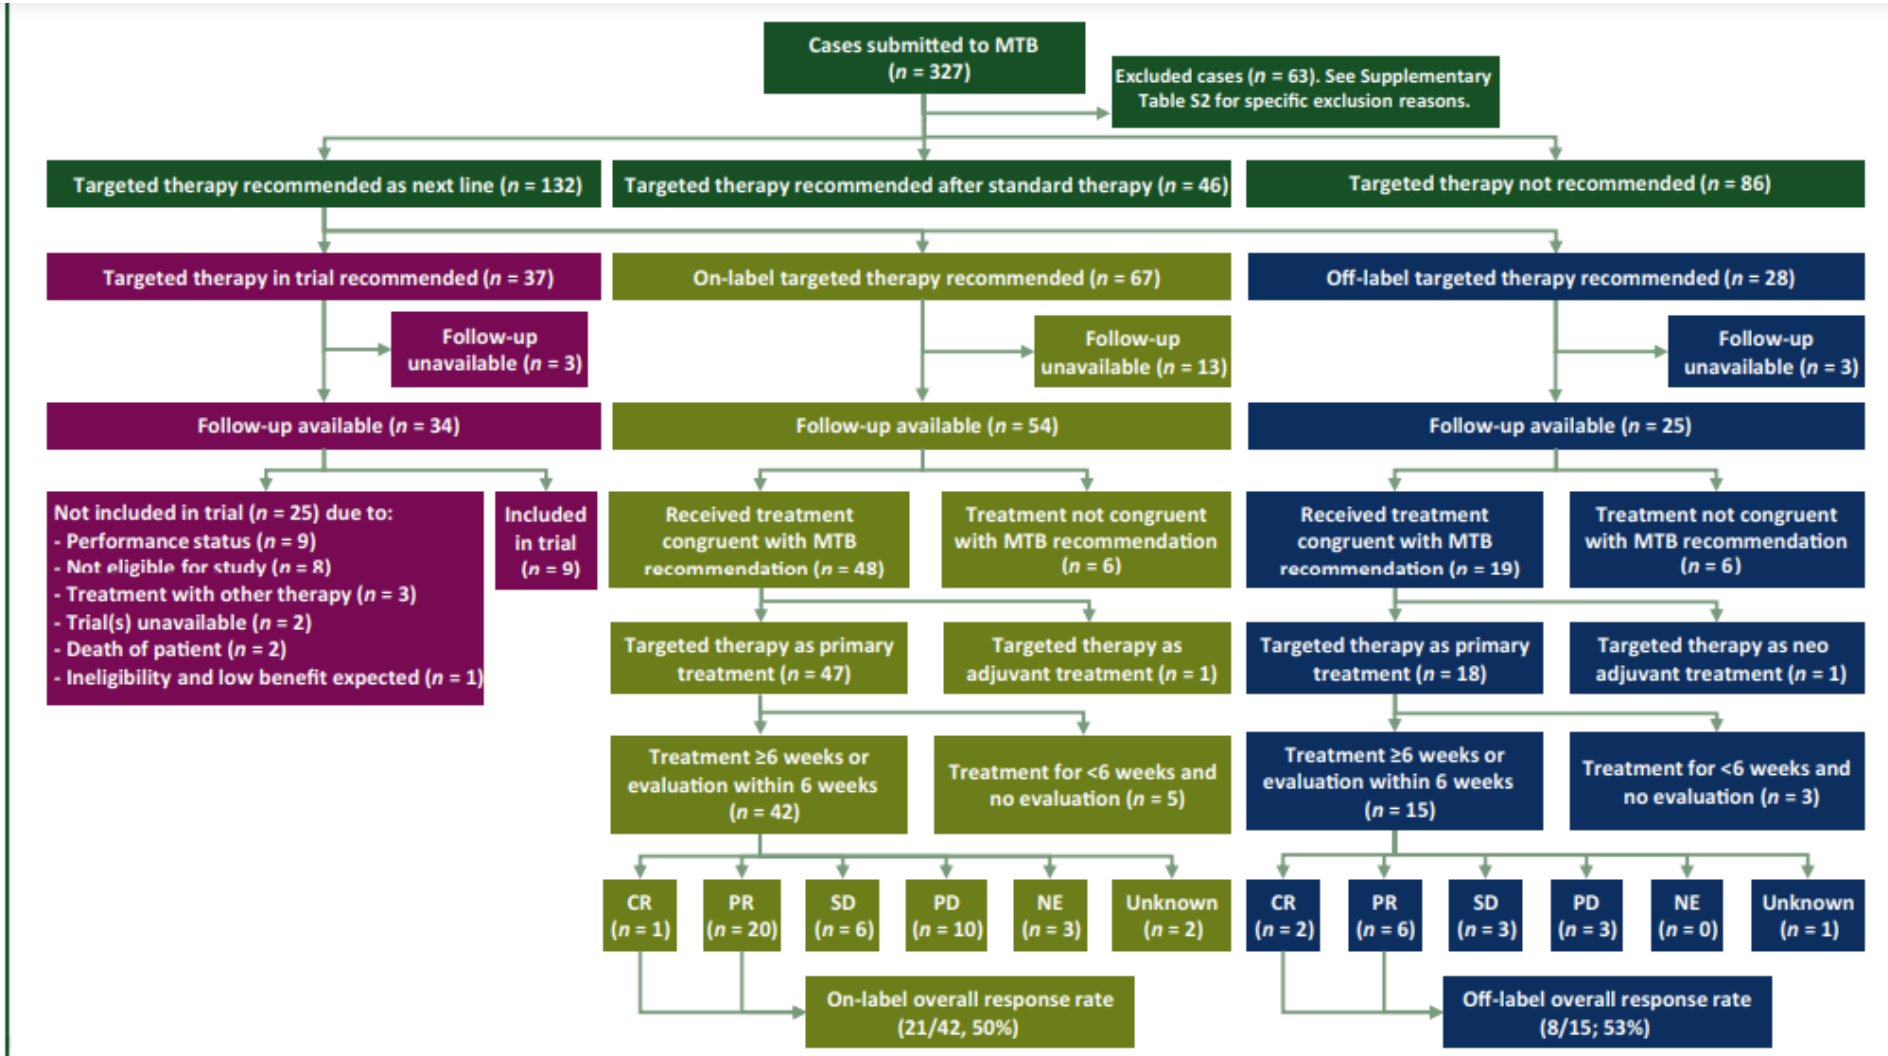 Cases submitted to MTB
(n = 327)
Excluded cases (n = 63). See Supplementary
Table S2 for specific exclusion reasons.
Targeted therapy recommended as next line (n = 132)
Targeted therapy recommended after standard therapy (n = 46)
Targeted therapy not recommended (n = 86)
Targeted therapy in trial recommended (n = 37)
On-label targeted therapy recommended (n = 67)
Off-label targeted therapy recommended (n = 28)
Follow-up
unavailable (n = 3)
Follow-up
unavailable (n = 13)
Follow-up
unavailable (n = 3)
Follow-up available (n = 34)
Follow-up available (n = 54)
Follow-up available (n = 25)
Not included in trial (n = 25) due to:
- Performance status (n = 9)
- Not eligible for study (n = 8)
- Treatment with other therapy (n = 3)
- Trial(s) unavailable (n = 2)
- Death of patient (n = 2)
- Ineligibility and low benefit expected (n = 1)
Included
in trial
(n = 9)
Received treatment
congruent with MTB
recommendation (n = 48)
Treatment not congruent
with MTB recommendation
(n = 6)
Received treatment
congruent with MTB
recommendation (n = 19)
Treatment not congruent
with MTB recommendation
(n = 6)
Targeted therapy as primary
treatment (n = 47)
Targeted therapy as
adjuvant treatment (n = 1)
Targeted therapy as primary
treatment (n = 18)
Targeted therapy as neo
adjuvant treatment (n = 1)
Treatment ≥6 weeks or
evaluation within 6 weeks
(n = 42)
Treatment for <6 weeks and
no evaluation (n = 5)
Treatment ≥6 weeks or
evaluation within 6 weeks
(n = 15)
Treatment for <6 weeks and
no evaluation (n = 3)
CR
(n = 1)
PR
(n = 20)
SD
(n = 6)
PD
(n = 10)
NE
(n = 3)
Unknown
(n = 2)
CR
(n = 2)
PR
(n = 6)
SD
(n = 3)
PD
(n = 3)
NE
(n = 0)
Unknown
(n = 1)
On-label overall response rate
(21/42, 50%)
Off-label overall response rate
(8/15; 53%)